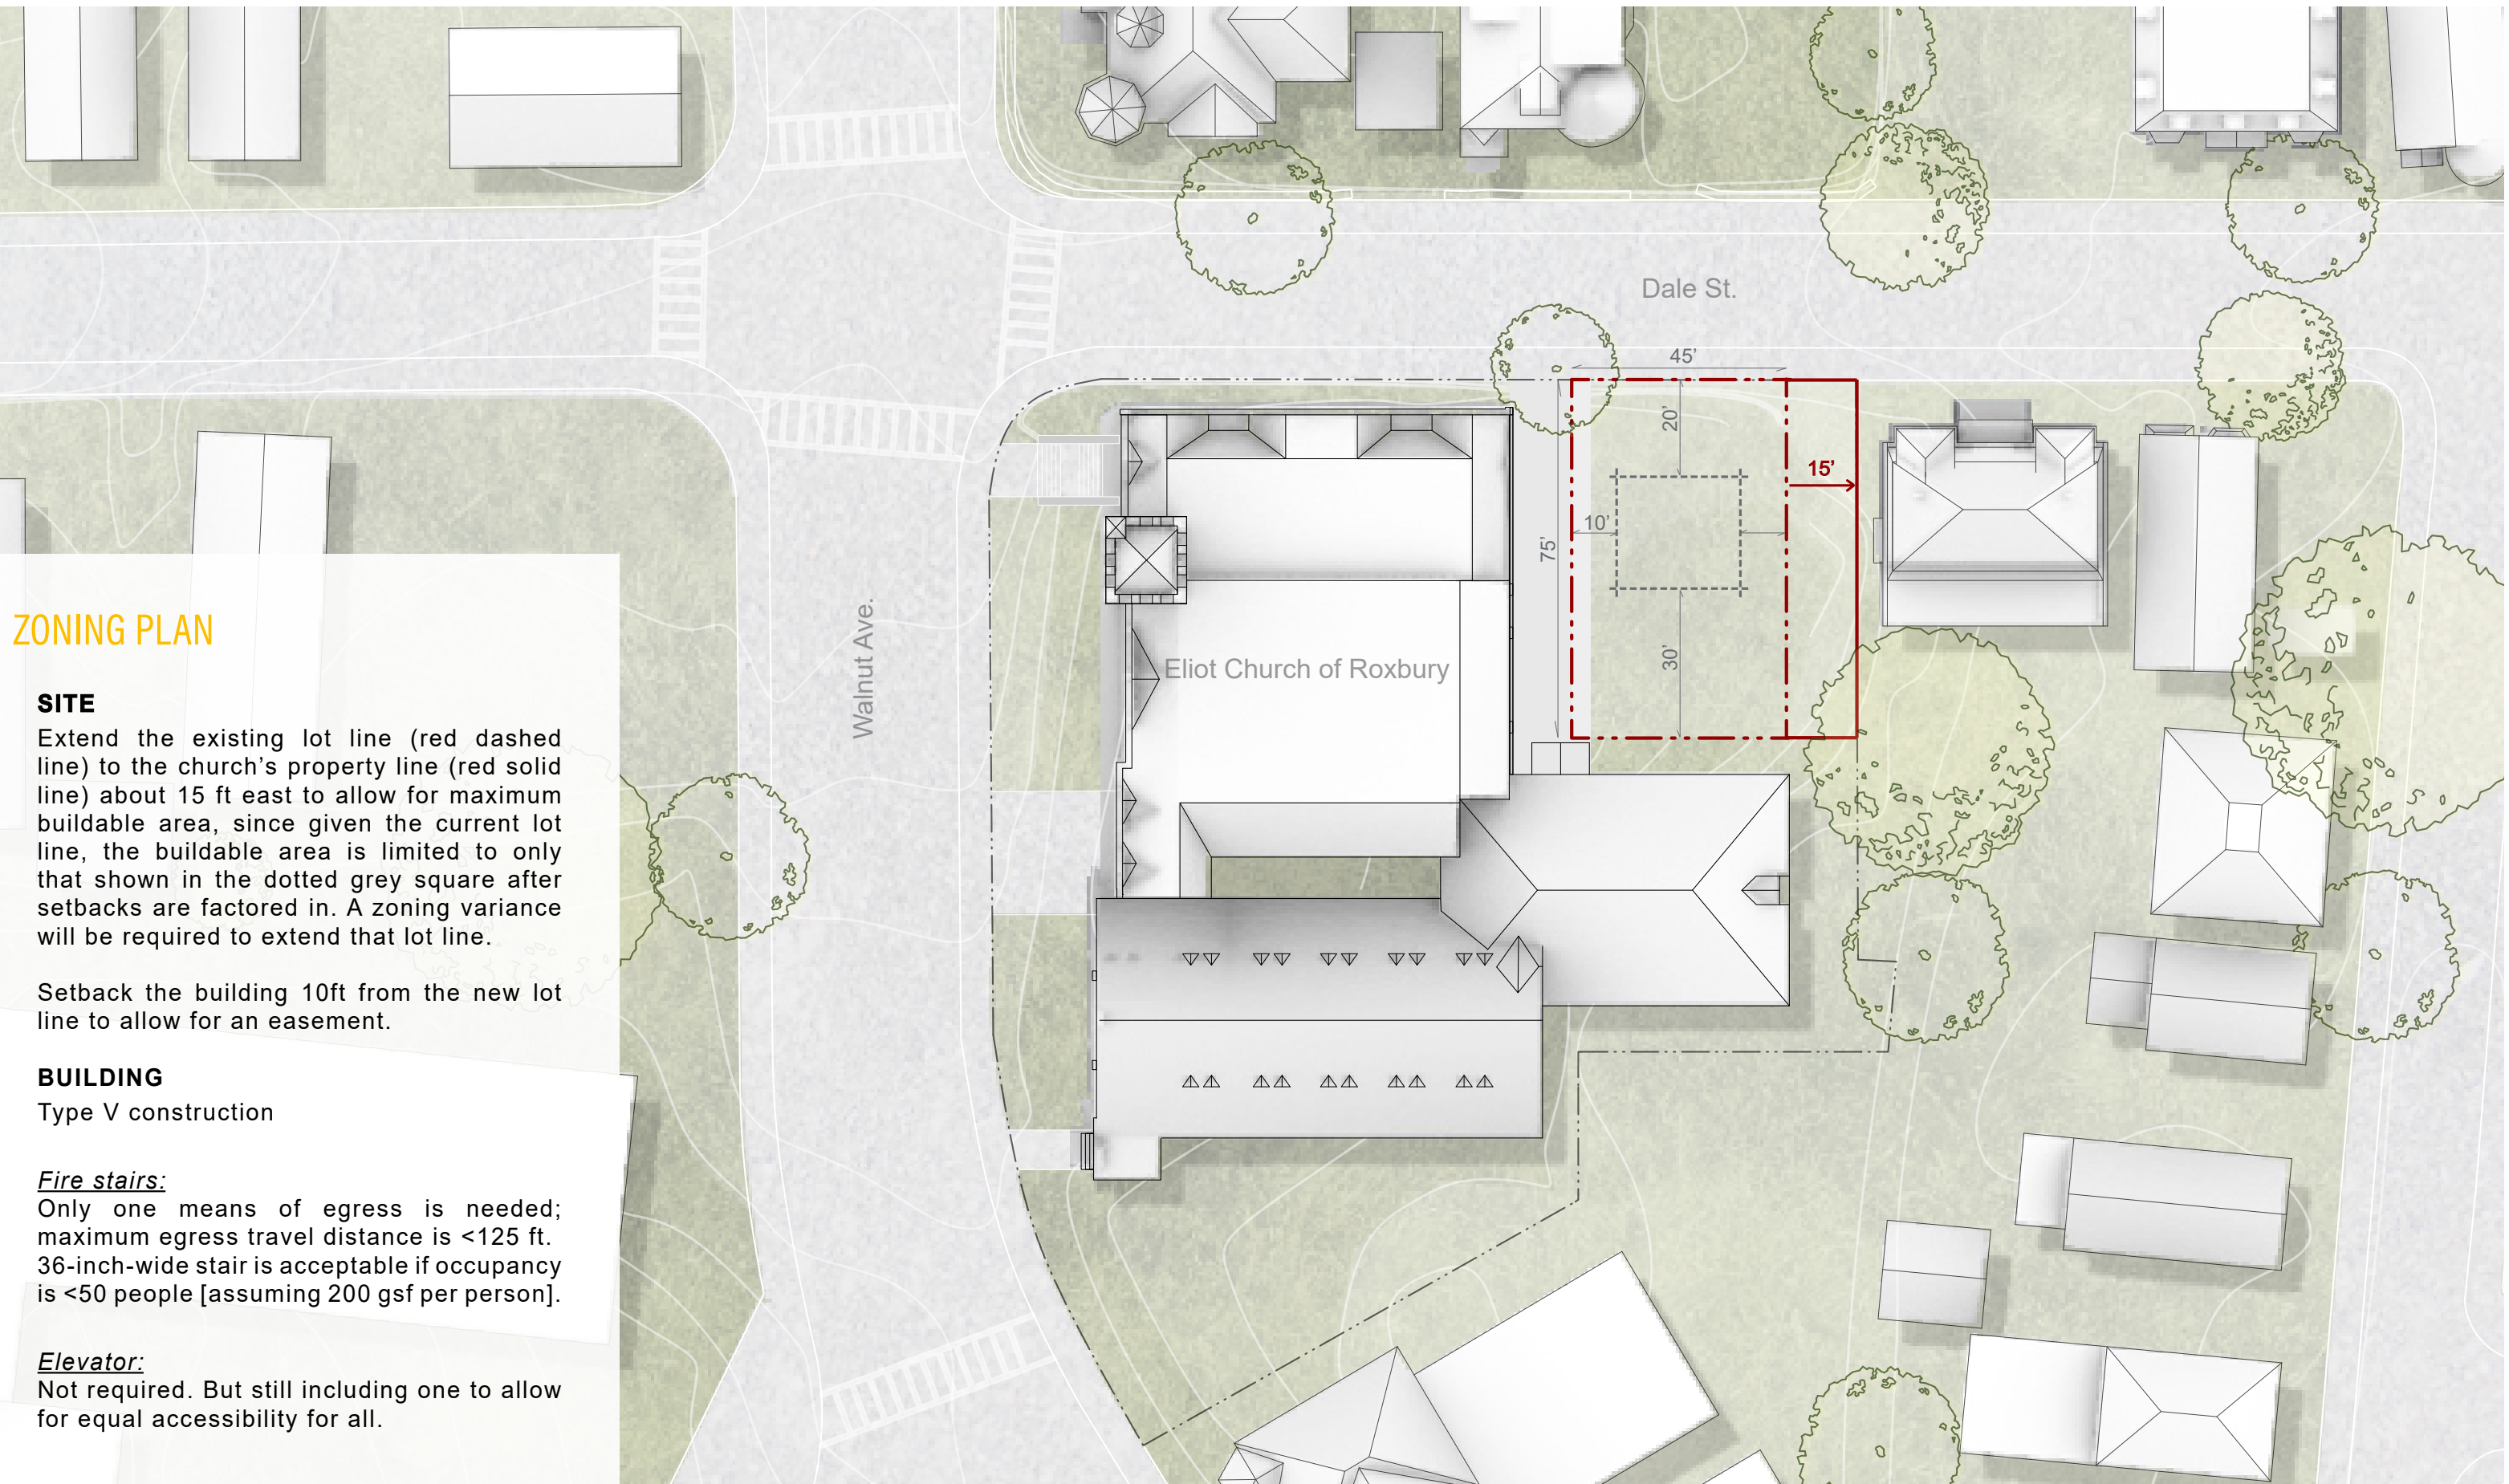 Dale St.
45’
20’
15’
10’
75’
30’
Walnut Ave.
Eliot Church of Roxbury
ZONING PLAN
SITE
Extend the existing lot line (red dashed
line) to the church’s property line (red solid
line) about 15 ft east to allow for maximum
buildable area, since given the current lot
line, the buildable area is limited to only
that shown in the dotted grey square after
setbacks are factored in. A zoning variance
will be required to extend that lot line.
Setback the building 10ft from the new lot
line to allow for an easement.
BUILDING
Type V construction
Fire stairs:
Only one means of egress is needed;
maximum egress travel distance is <125 ft.
36-inch-wide stair is acceptable if occupancy
is <50 people [assuming 200 gsf per person].
Elevator:
Not required. But still including one to allow
for equal accessibility for all.